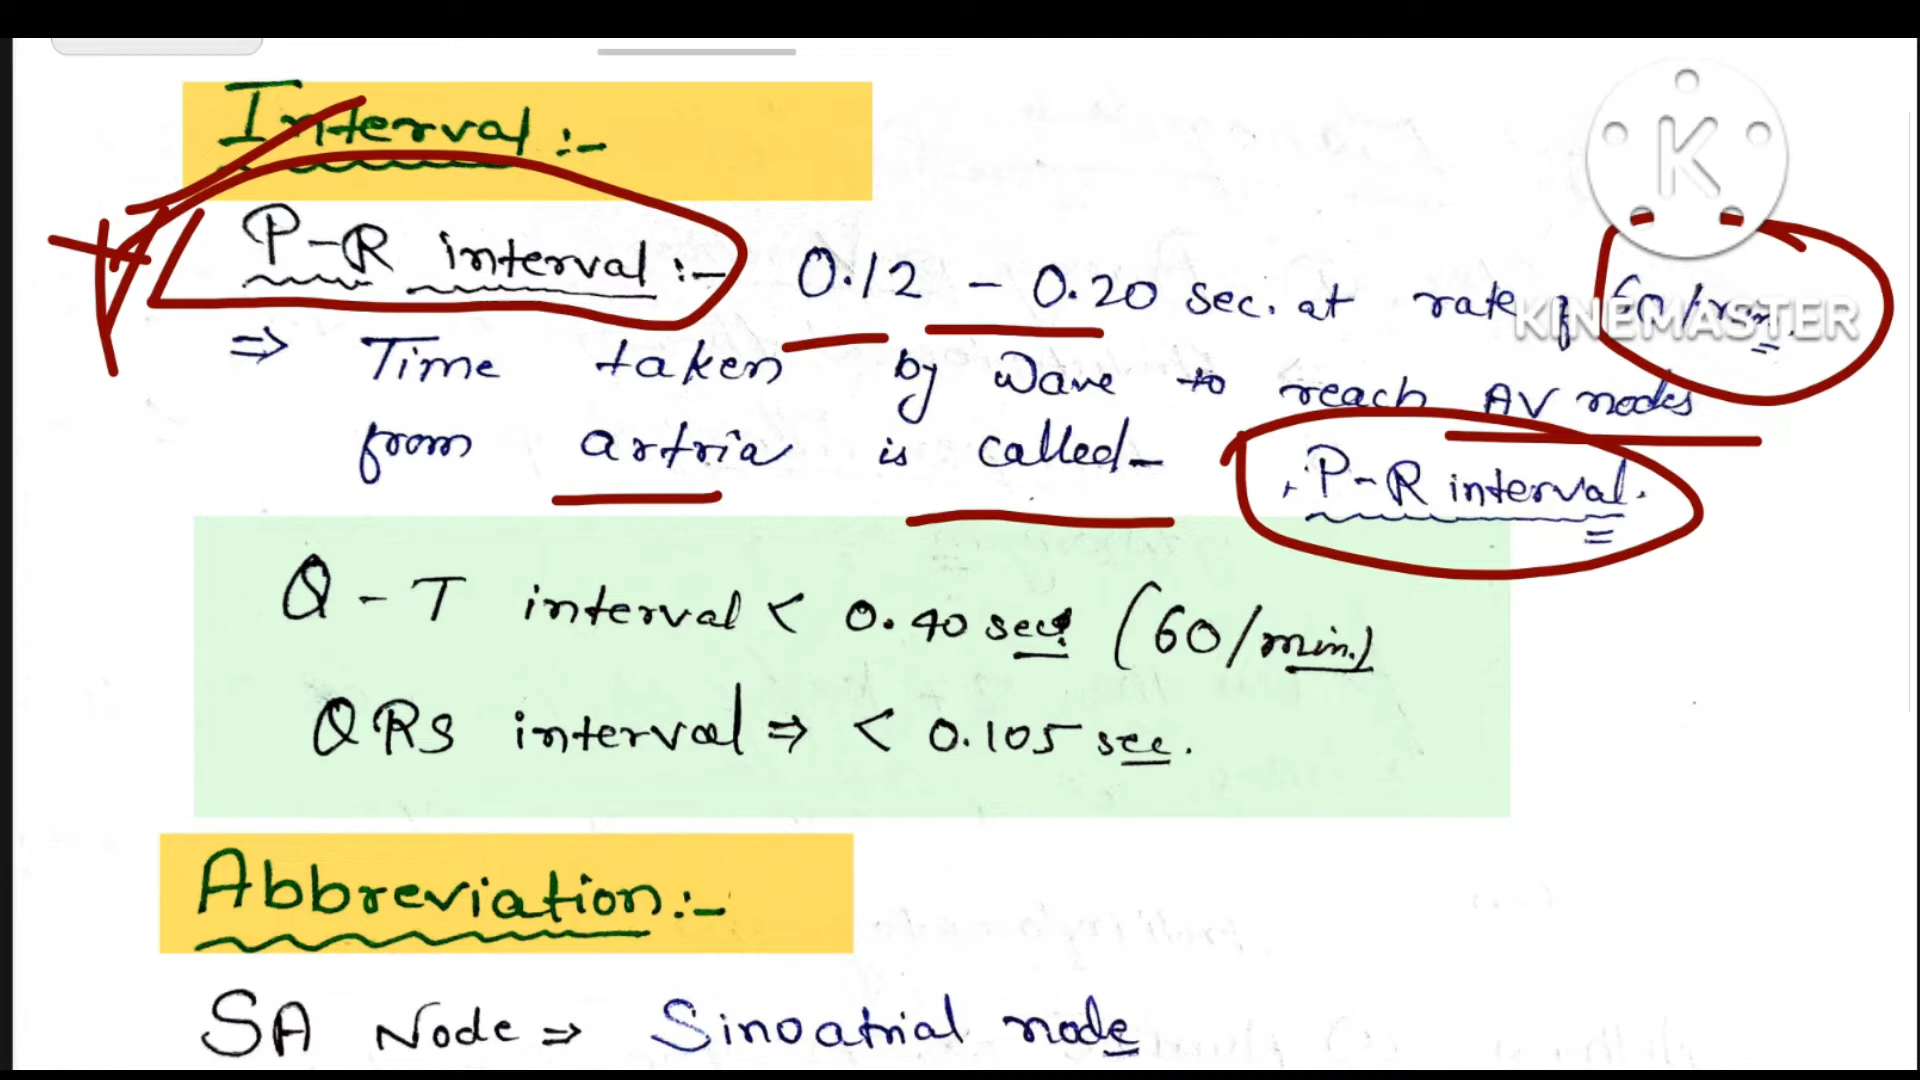 Interval :-
P-R interval :- 0.12 - 0.20 sec. at rate of 60/min.
⇒ Time taken by wave to reach AV nodes
from artria is called - P-R interval.
Q-T interval < 0.40 sec. (60/min.)
QRS interval ⇒ < 0.105 sec.
Abbreviation :-
SA Node ⇒ Sinoatrial node
K
KINEMASTER